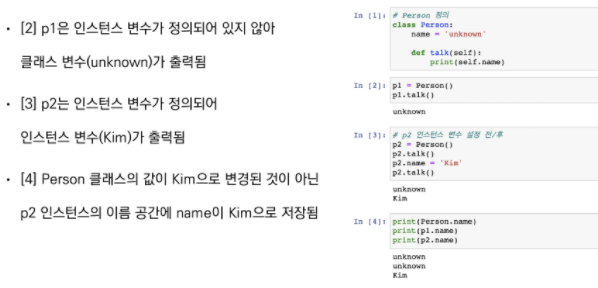 • [2] p1은 인스턴스 변수가 정의되어 있지 않아
클래스 변수(unknown)가 출력됨
• [3] p2는 인스턴스 변수가 정의되어
인스턴스 변수(Kim)가 출력됨
• [4] Person 클래스의 값이 Kim으로 변경된 것이 아닌
p2 인스턴스의 이름 공간에 name이 Kim으로 저장됨
In [1]: # Person 정의
class Person:
    name = 'unknown'

    def talk(self):
        print(self.name)
In [2]: p1 = Person()
p1.talk()
unknown
In [3]: # p2 인스턴스 변수 설정 전/후
p2 = Person()
p2.talk()
p2.name = 'Kim'
p2.talk()
unknown
Kim
In [4]: print(Person.name)
print(p1.name)
print(p2.name)
unknown
unknown
Kim